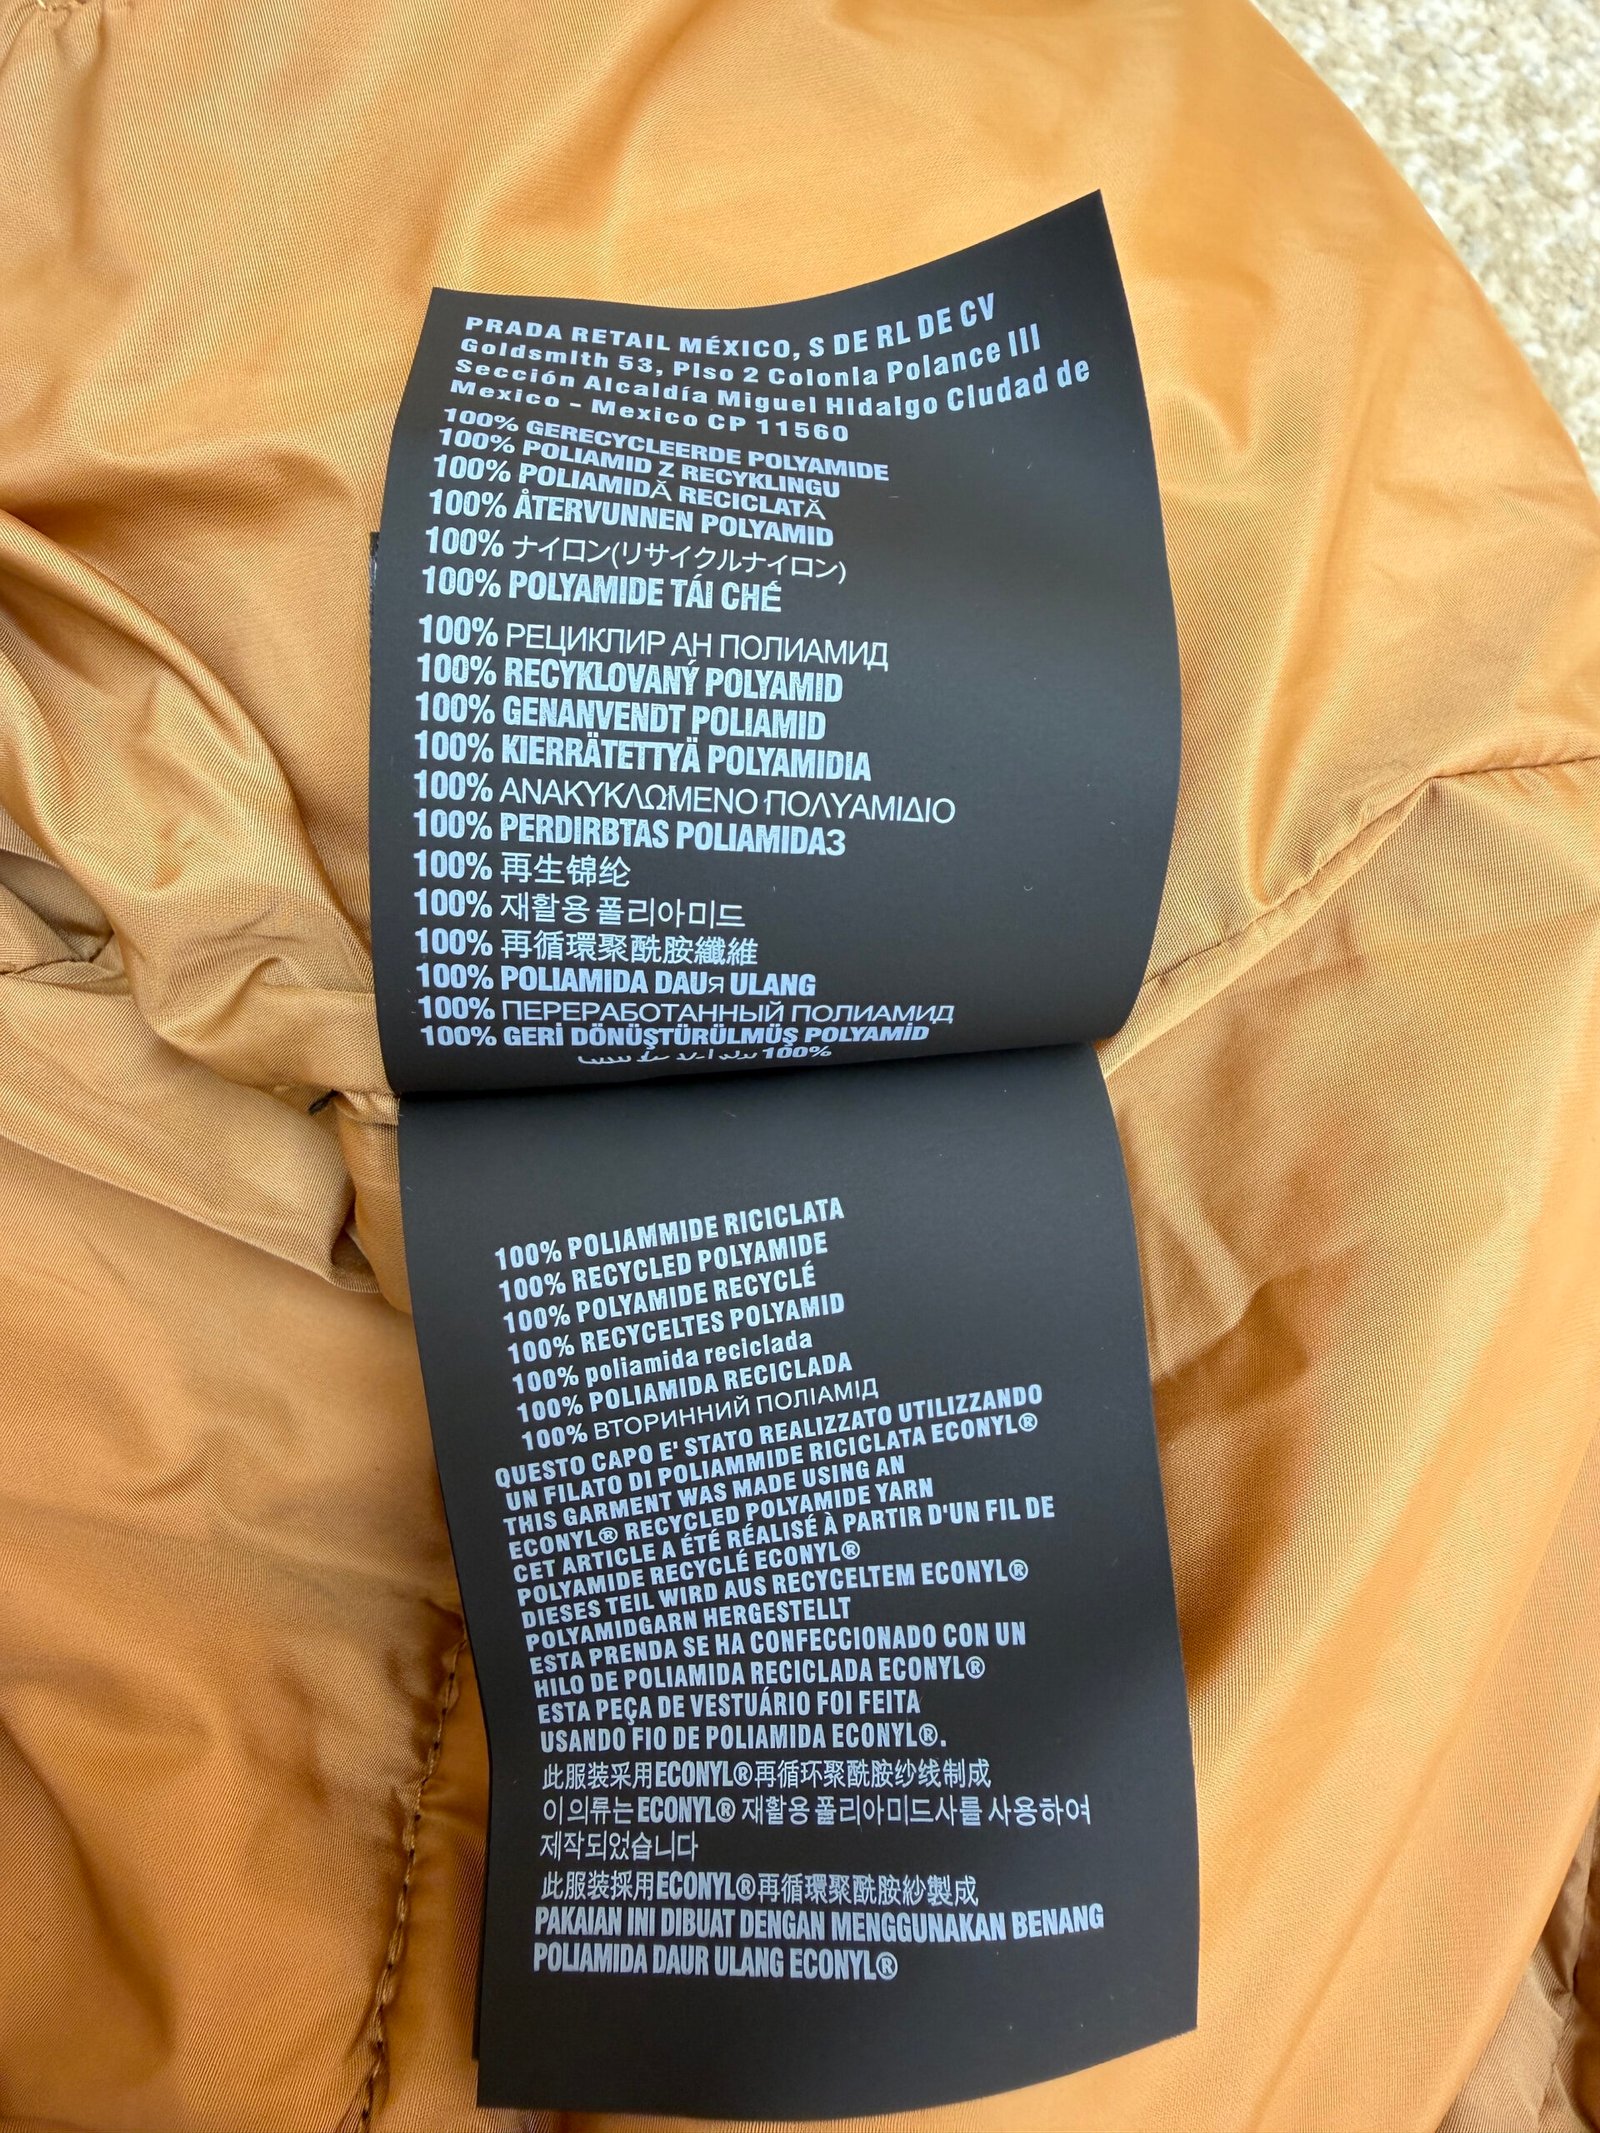 PRADA RETAIL MÉXICO, S DE RL DE CV
Goldsmith 53, Piso 2 Colonia Polance III
Sección Alcaldía Miguel Hidalgo Ciudad de
Mexico - Mexico CP 11560
100% GERECYCLEERDE POLYAMIDE
100% POLIAMID Z RECYKLINGU
100% POLIAMIDĂ RECICLATĂ
100% ÅTERVUNNEN POLYAMID
100% ナイロン(リサイクルナイロン)
100% POLYAMIDE TÁI CHÉ
100% РЕЦИКЛИР АН ПОЛИАМИД
100% RECYKLOVANÝ POLYAMID
100% GENANVENDT POLIAMID
100% KIERRÄTETTYÄ POLYAMIDIA
100% ΑΝΑΚΥΚΛΩΜΕΝΟ ΠΟΛΥΑΜΙΔΙΟ
100% PERDIRBTAS POLIAMIDA3
100% 再生锦纶
100% 재활용 폴리아미드
100% 再循環聚酰胺纖維
100% POLIAMIDA DAUЯ ULANG
100% ПЕРЕРАБОТАННЫЙ ПОЛИАМИД
100% GERİ DÖNÜŞTÜRÜLMÜŞ POLYAMİD
100%
100% POLIAMMIDE RICICLATA
100% RECYCLED POLYAMIDE
100% POLYAMIDE RECYCLÉ
100% RECYCELTES POLYAMID
100% poliamida reciclada
100% POLIAMIDA RECICLADA
100% ВТОРИННИЙ ПОЛІАМІД
QUESTO CAPO E' STATO REALIZZATO UTILIZZANDO
UN FILATO DI POLIAMMIDE RICICLATA ECONYL®
THIS GARMENT WAS MADE USING AN
ECONYL® RECYCLED POLYAMIDE YARN
CET ARTICLE A ÉTÉ RÉALISÉ À PARTIR D'UN FIL DE
POLYAMIDE RECYCLÉ ECONYL®
DIESES TEIL WIRD AUS RECYCELTEM ECONYL®
POLYAMIDGARN HERGESTELLT
ESTA PRENDA SE HA CONFECCIONADO CON UN
HILO DE POLIAMIDA RECICLADA ECONYL®
ESTA PEÇA DE VESTUÁRIO FOI FEITA
USANDO FIO DE POLIAMIDA ECONYL®.
此服装采用ECONYL®再循环聚酰胺纱线制成
이 의류는 ECONYL® 재활용 폴리아미드사를 사용하여
제작되었습니다
此服装採用ECONYL®再循環聚酰胺紗製成
PAKAIAN INI DIBUAT DENGAN MENGGUNAKAN BENANG
POLIAMIDA DAUR ULANG ECONYL®